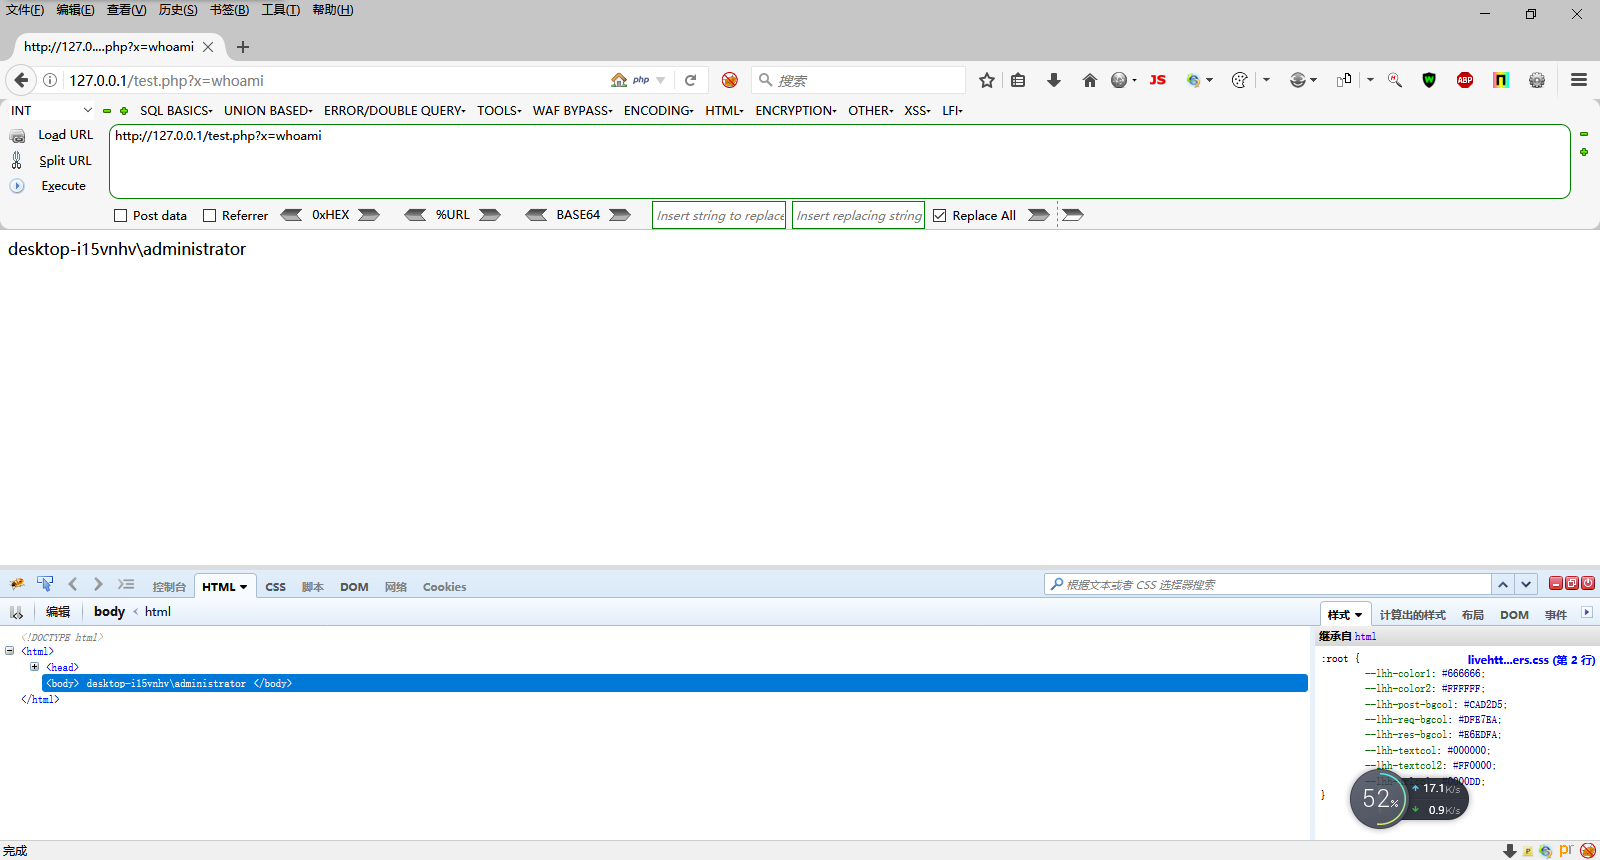 文件(F) 编辑(E) 查看(V) 历史(S) 书签(B) 工具(T) 帮助(H)
http://127.0....php?x=whoami
127.0.0.1/test.php?x=whoami php 搜索 JS ABP
INT SQL BASICS UNION BASED ERROR/DOUBLE QUERY TOOLS WAF BYPASS ENCODING HTML ENCRYPTION OTHER XSS LFI
Load URL http://127.0.0.1/test.php?x=whoami
Split URL
Execute
Post data Referrer 0xHEX %URL BASE64 Insert string to replace Insert replacing string Replace All
desktop-i15vnhv\administrator
控制台 HTML CSS 脚本 DOM 网络 Cookies 根据文本或者 CSS 选择器搜索
编辑 body < html 样式 计算出的样式 布局 DOM 事件
<!DOCTYPE html>
<html>
<head>
<body> desktop-i15vnhv\administrator </body>
</html>
继承自 html
:root { livehtt...ers.css (第 2 行)
--lhh-color1: #666666;
--lhh-color2: #FFFFFF;
--lhh-post-bgcol: #CAD2D5;
--lhh-req-bgcol: #DFE7EA;
--lhh-res-bgcol: #E6EDFA;
--lhh-textcol: #000000;
--lhh-textcol2: #FF0000;
}
52% 17.1K/s
0.9K/s
完成 pr